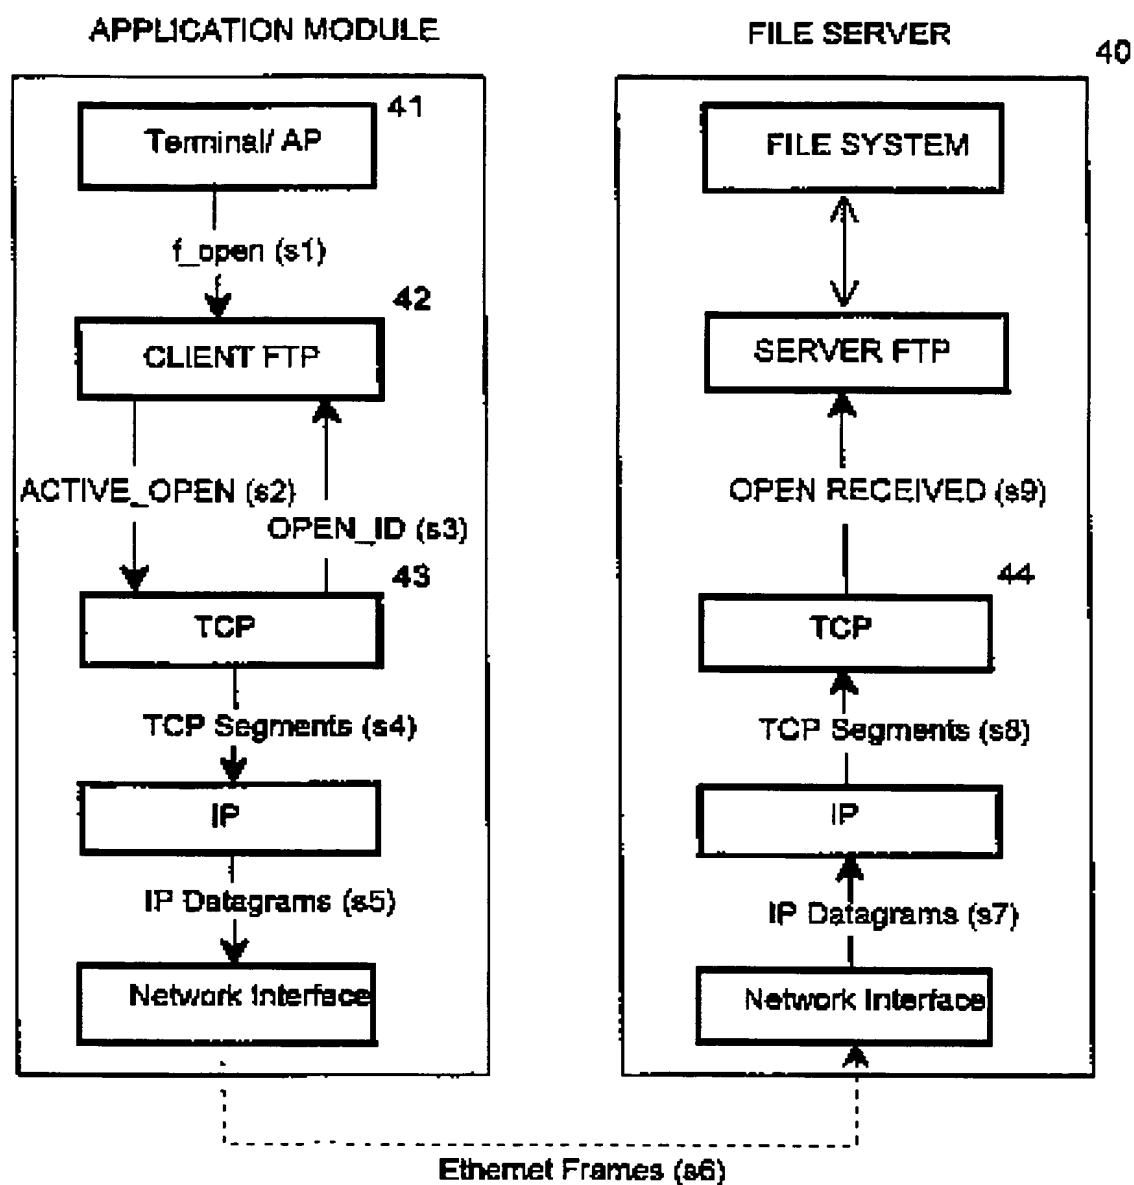 APPLICATION MODULE
FILE SERVER
40
41
Terminal/ AP
f_open (s1)
42
CLIENT FTP
ACTIVE_OPEN (s2)
OPEN_ID (s3)
43
TCP
TCP Segments (s4)
IP
IP Datagrams (s5)
Network Interface
FILE SYSTEM
SERVER FTP
OPEN RECEIVED (s9)
44
TCP
TCP Segments (s8)
IP
IP Datagrams (s7)
Network Interface
Ethernet Frames (s6)